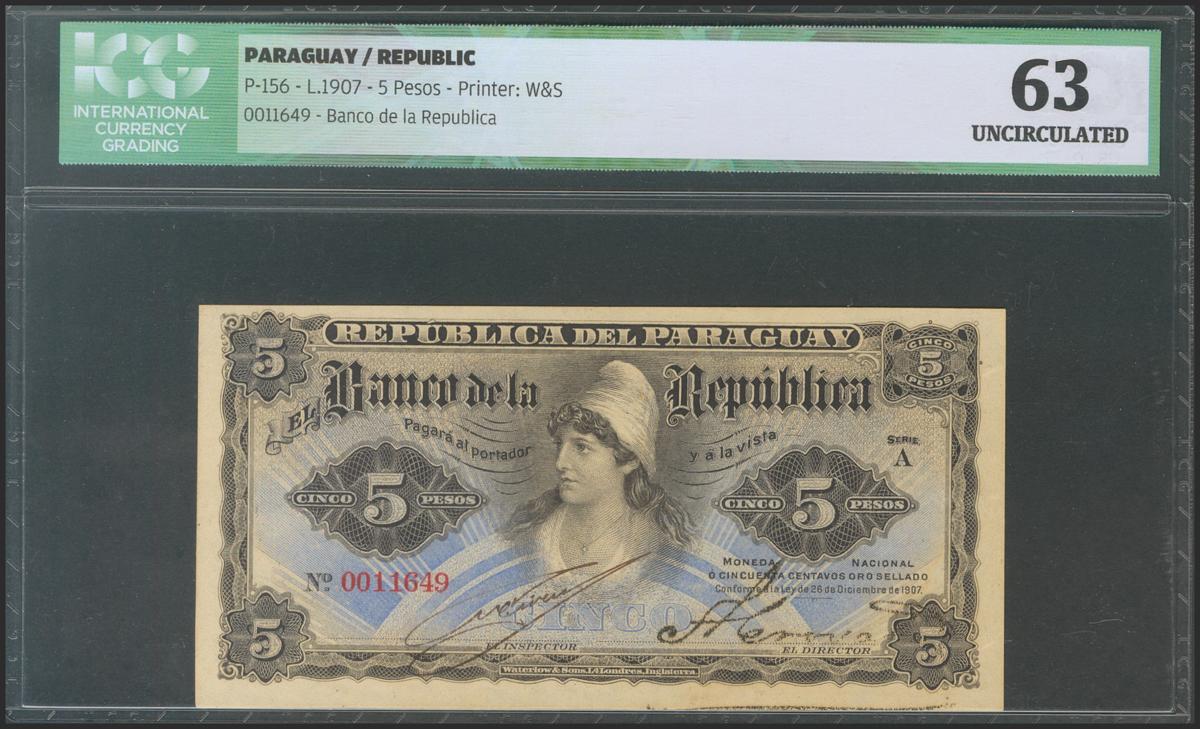 ICG
INTERNATIONAL
CURRENCY
GRADING
PARAGUAY / REPUBLIC
P-156 - L.1907 - 5 Pesos - Printer: W&S
0011649 - Banco de la Republica
63
UNCIRCULATED
REPÚBLICA DEL PARAGUAY
5
CINCO
5
PESOS
EL Banco de la República
Pagará al portador y a la vista
SERIE
A
CINCO 5 PESOS
CINCO 5 PESOS
MONEDA NACIONAL
Ó CINCUENTA CENTAVOS ORO SELLADO
Conforme á la Ley de 26 de Diciembre de 1907.
No. 0011649
CINCO
5
EL INSPECTOR
EL DIRECTOR
5
Waterlow & Sons, Ld Londres, Inglaterra.